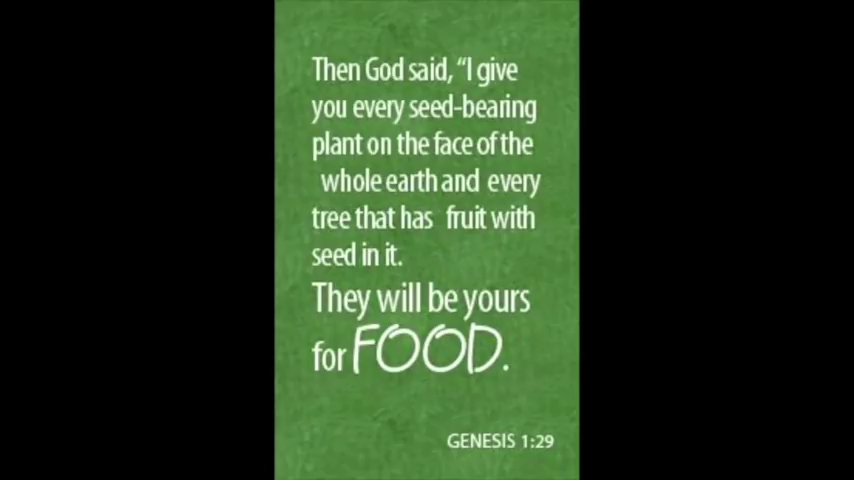 Then God said, “I give
you every seed-bearing
plant on the face of the
whole earth and every
tree that has fruit with
seed in it.
They will be yours
for FOOD.
GENESIS 1:29